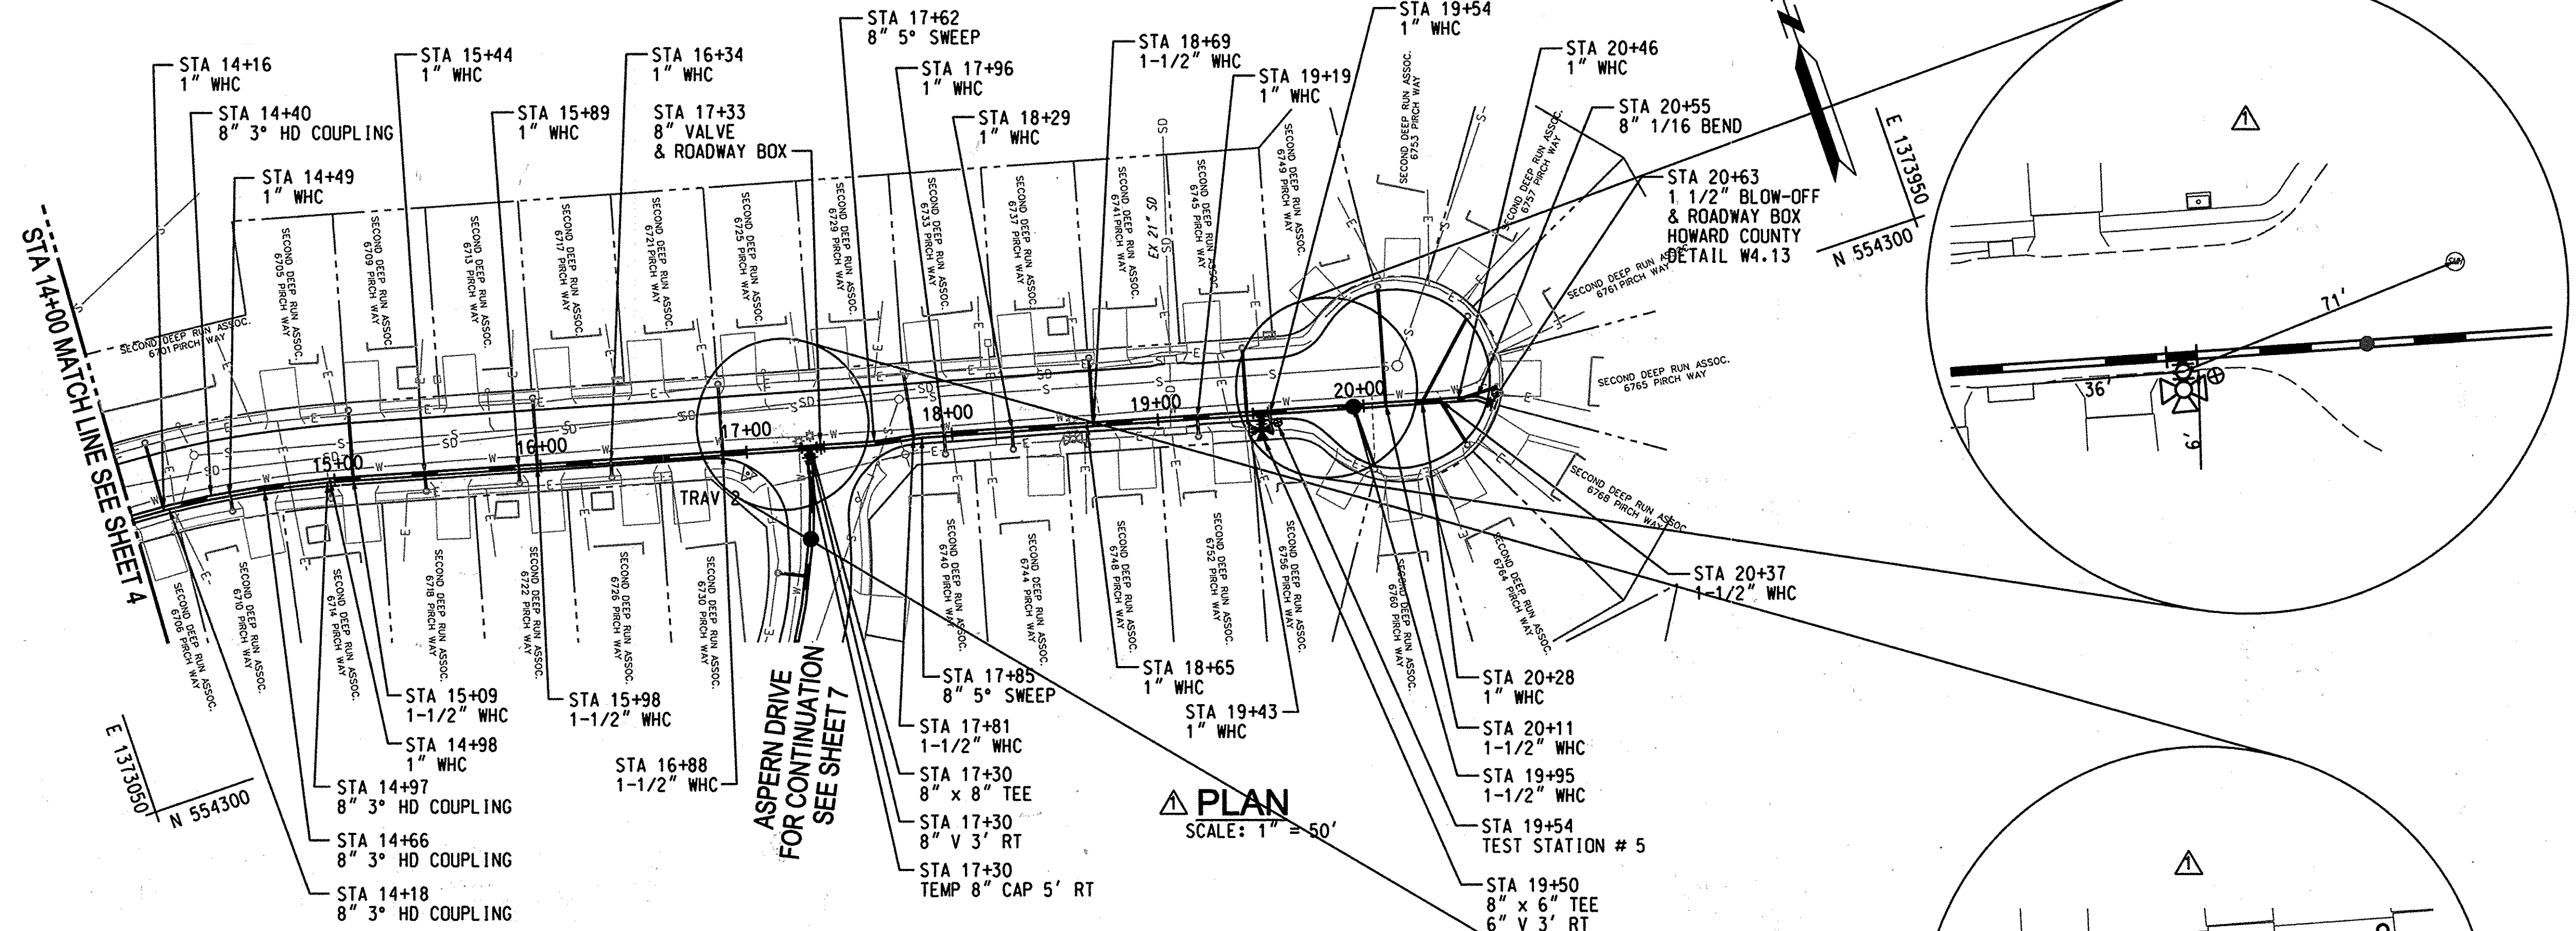 STA 14+16
1" WHC
STA 14+40
8" 3° HD COUPLING
STA 14+49
1" WHC
STA 15+44
1" WHC
STA 15+89
1" WHC
STA 16+34
1" WHC
STA 17+33
8" VALVE
& ROADWAY BOX
STA 17+62
8" 5° SWEEP
STA 17+96
1" WHC
STA 18+29
1" WHC
STA 18+69
1-1/2" WHC
STA 19+19
1" WHC
STA 19+54
1" WHC
STA 20+46
1" WHC
STA 20+55
8" 1/16 BEND
STA 20+63
1 1/2" BLOW-OFF
& ROADWAY BOX
HOWARD COUNTY
DETAIL W4.13
E 1373950
N 554300
STA 14+00 MATCH LINE SEE SHEET 4
SECOND DEEP RUN ASSOC.
6701 PIRCH WAY
SECOND DEEP RUN ASSOC.
6705 PIRCH WAY
SECOND DEEP RUN ASSOC.
6709 PIRCH WAY
SECOND DEEP RUN ASSOC.
6713 PIRCH WAY
SECOND DEEP RUN ASSOC.
6717 PIRCH WAY
SECOND DEEP RUN ASSOC.
6721 PIRCH WAY
SECOND DEEP RUN ASSOC.
6725 PIRCH WAY
SECOND DEEP RUN ASSOC.
6729 PIRCH WAY
SECOND DEEP RUN ASSOC.
6733 PIRCH WAY
SECOND DEEP RUN ASSOC.
6737 PIRCH WAY
SECOND DEEP RUN ASSOC.
6741 PIRCH WAY
EX 21" SD
SECOND DEEP RUN ASSOC.
6745 PIRCH WAY
SECOND DEEP RUN ASSOC.
6749 PIRCH WAY
SECOND DEEP RUN ASSOC.
6753 PIRCH WAY
SECOND DEEP RUN ASSOC.
6757 PIRCH WAY
SECOND DEEP RUN ASSOC.
6761 PIRCH WAY
SECOND DEEP RUN ASSOC.
6765 PIRCH WAY
SECOND DEEP RUN ASSOC.
6768 PIRCH WAY
SECOND DEEP RUN ASSOC.
6764 PIRCH WAY
SECOND DEEP RUN ASSOC.
6760 PIRCH WAY
SECOND DEEP RUN ASSOC.
6756 PIRCH WAY
SECOND DEEP RUN ASSOC.
6752 PIRCH WAY
SECOND DEEP RUN ASSOC.
6748 PIRCH WAY
SECOND DEEP RUN ASSOC.
6744 PIRCH WAY
SECOND DEEP RUN ASSOC.
6740 PIRCH WAY
SECOND DEEP RUN ASSOC.
6730 PIRCH WAY
SECOND DEEP RUN ASSOC.
6726 PIRCH WAY
SECOND DEEP RUN ASSOC.
6722 PIRCH WAY
SECOND DEEP RUN ASSOC.
6718 PIRCH WAY
SECOND DEEP RUN ASSOC.
6714 PIRCH WAY
SECOND DEEP RUN ASSOC.
6710 PIRCH WAY
SECOND DEEP RUN ASSOC.
6706 PIRCH WAY
15+00
16+00
17+00
18+00
19+00
20+00
TRAV 2
STA 15+09
1-1/2" WHC
STA 14+98
1" WHC
STA 14+97
8" 3° HD COUPLING
STA 14+66
8" 3° HD COUPLING
STA 14+18
8" 3° HD COUPLING
STA 15+98
1-1/2" WHC
STA 16+88
1-1/2" WHC
E 1373050
N 554300
ASPERN DRIVE
FOR CONTINUATION
SEE SHEET 7
STA 17+85
8" 5° SWEEP
STA 17+81
1-1/2" WHC
STA 17+30
8" x 8" TEE
STA 17+30
8" V 3' RT
STA 17+30
TEMP 8" CAP 5' RT
STA 18+65
1" WHC
STA 19+43
1" WHC
1 PLAN
SCALE: 1" = 50'
STA 20+37
1-1/2" WHC
STA 20+28
1" WHC
STA 20+11
1-1/2" WHC
STA 19+95
1-1/2" WHC
STA 19+54
TEST STATION # 5
STA 19+50
8" x 6" TEE
6" V 3' RT
1
SMH
71'
36'
6'
1